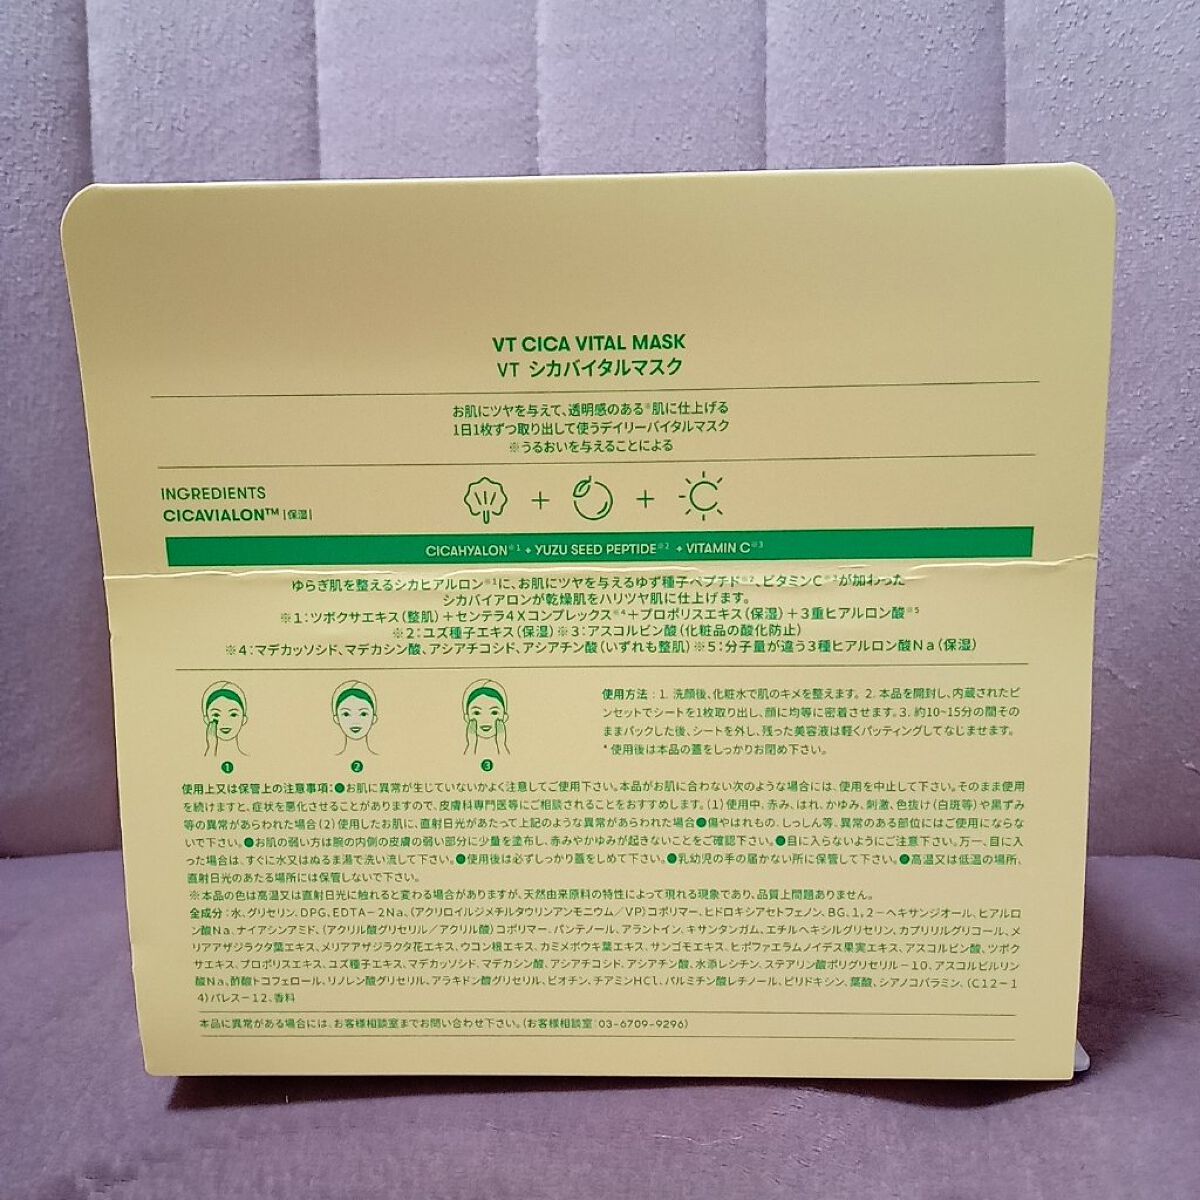 VT CICA VITAL MASK
VT シカバイタルマスク
お肌にツヤを与えて、透明感のある※肌に仕上げる
1日1枚ずつ取り出して使うデイリーバイタルマスク
※うるおいを与えることによる
INGREDIENTS
CICAVIALON™ |保湿|
CICAHYALON※1 + YUZU SEED PEPTIDE※2 + VITAMIN C※3
ゆらぎ肌を整えるシカヒアルロン※1に、お肌にツヤを与えるゆず種子ペプチド※2、ビタミンC※3が加わった
シカバイアロンが乾燥肌をハリツヤ肌に仕上げます。
※1：ツボクサエキス（整肌）＋センテラ4Xコンプレックス※4＋プロポリスエキス（保湿）＋3重ヒアルロン酸※5
※2：ユズ種子エキス（保湿）※3：アスコルビン酸（化粧品の酸化防止）
※4：マデカッソシド、マデカシン酸、アシアチコシド、アシアチン酸（いずれも整肌）※5：分子量が違う3種ヒアルロン酸Na（保湿）
使用方法：1. 洗顔後、化粧水で肌のキメを整えます。2. 本品を開封し、内蔵されたピ
ンセットでシートを1枚取り出し、顔に均等に密着させます。3. 約10~15分の間その
ままパックした後、シートを外し、残った美容液は軽くパッティングしてなじませます。
* 使用後は本品の蓋をしっかりお閉め下さい。
1
2
3
使用上又は保管上の注意事項：●お肌に異常が生じていないかよく注意してご使用下さい。本品がお肌に合わない次のような場合には、使用を中止して下さい。そのまま使用
を続けますと、症状を悪化させることがありますので、皮膚科専門医等にご相談されることをおすすめします。（1）使用中、赤み、はれ、かゆみ、刺激、色抜け（白斑等）や黒ずみ
等の異常があらわれた場合（2）使用したお肌に、直射日光があたって上記のような異常があらわれた場合●傷やはれもの、しっしん等、異常のある部位にはご使用にならな
いで下さい。●お肌の弱い方は腕の内側の皮膚の弱い部分に少量を塗布し、赤みやかゆみが起きないことをご確認下さい。●目に入らないようにご注意下さい。万一、目に入
った場合は、すぐに水又はぬるま湯で洗い流して下さい。●使用後は必ずしっかり蓋をしめて下さい。●乳幼児の手の届かない所に保管して下さい。●高温又は低温の場所、
直射日光のあたる場所には保管しないで下さい。
※本品の色は高温又は直射日光に触れると変わる場合がありますが、天然由来原料の特性によって現れる現象であり、品質上問題ありません。
全成分：水、グリセリン、DPG、EDTA－2Na、（アクリロイルジメチルタウリンアンモニウム／VP）コポリマー、ヒドロキシアセトフェノン、BG、1，2－ヘキサンジオール、ヒアルロ
ン酸Na、ナイアシンアミド、（アクリル酸グリセリル／アクリル酸）コポリマー、パンテノール、アラントイン、キサンタンガム、エチルヘキシルグリセリン、カプリリルグリコール、メ
リアアザジラクタ葉エキス、メリアアザジラクタ花エキス、ウコン根エキス、カミメボウキ葉エキス、サンゴモエキス、ヒポファエラムノイデス果実エキス、アスコルビン酸、ツボク
サエキス、プロポリスエキス、ユズ種子エキス、マデカッソシド、マデカシン酸、アシアチコシド、アシアチン酸、水添レシチン、ステアリン酸ポリグリセリル－10、アスコルビルリン
酸Na、酢酸トコフェロール、リノレン酸グリセリル、アラキドン酸グリセリル、ビオチン、チアミンHCl、パルミチン酸レチノール、ピリドキシン、葉酸、シアノコバラミン、（C12－1
4）パレス－12、香料
本品に異常がある場合には、お客様相談室までお問い合わせ下さい。（お客様相談室：03-6709-9296）